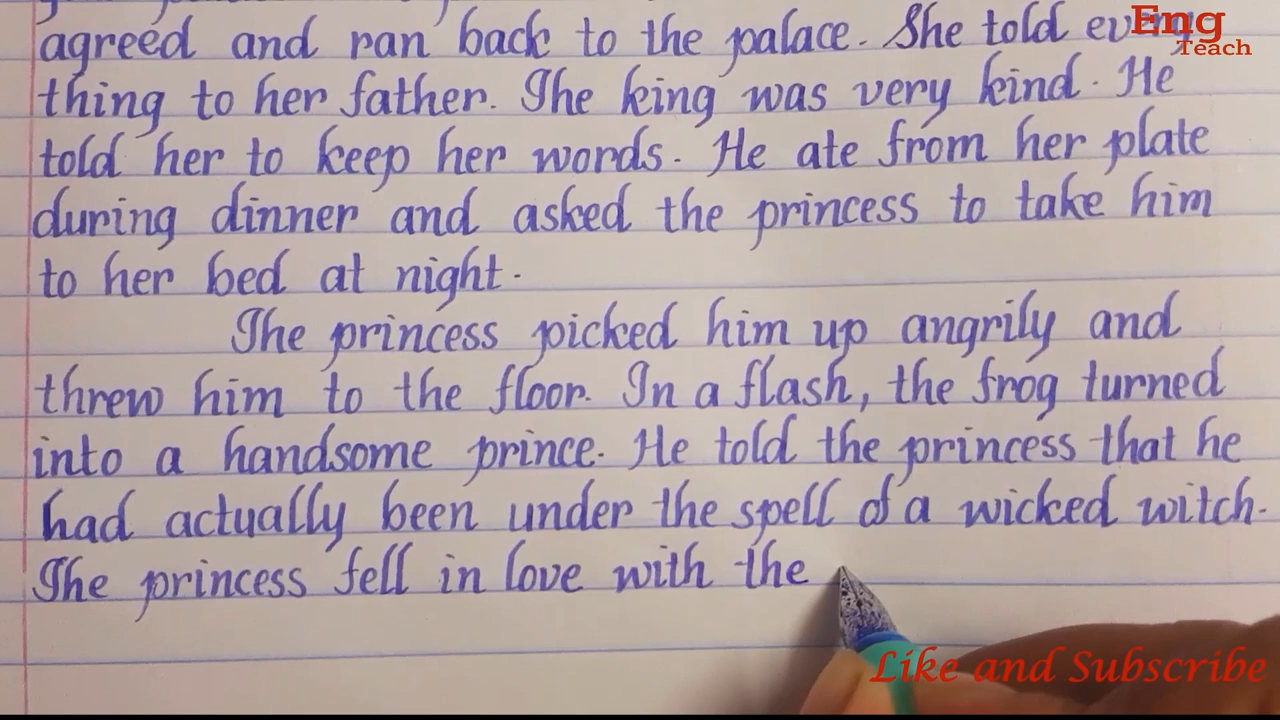 agreed and ran back to the palace. She told every
Eng
Teach
thing to her father. The king was very kind. He
told her to keep her words. He ate from her plate
during dinner and asked the princess to take him
to her bed at night.
The princess picked him up angrily and
threw him to the floor. In a flash, the frog turned
into a handsome prince. He told the princess that he
had actually been under the spell of a wicked witch.
The princess fell in love with the
Like and Subscribe